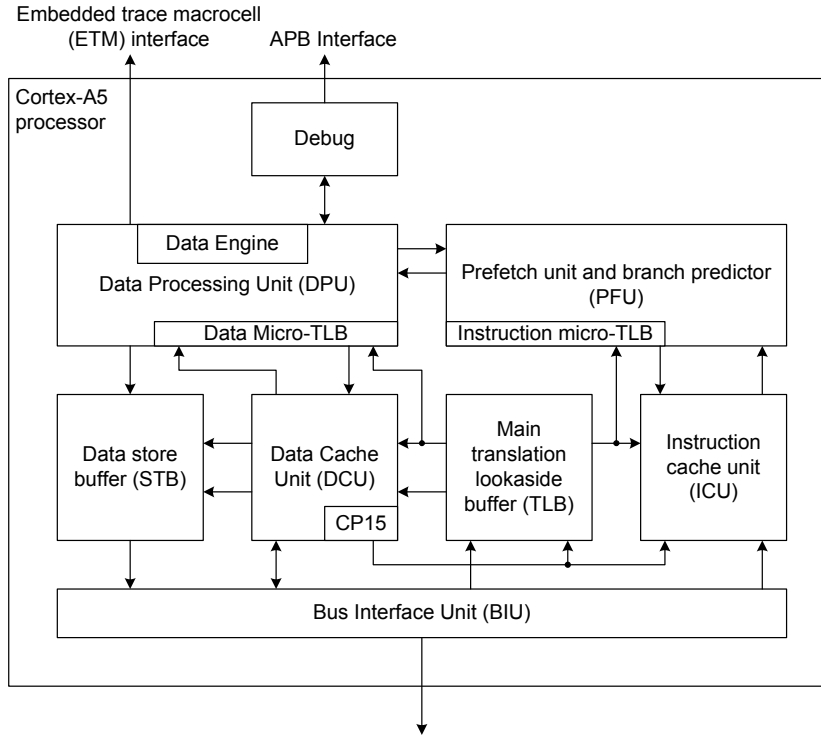 Embedded trace macrocell
(ETM) interface
APB Interface
Cortex-A5
processor
Debug
Data Engine
Data Processing Unit (DPU)
Data Micro-TLB
Prefetch unit and branch predictor
(PFU)
Instruction micro-TLB
Data store
buffer (STB)
Data Cache
Unit (DCU)
CP15
Main
translation
lookaside
buffer (TLB)
Instruction
cache unit
(ICU)
Bus Interface Unit (BIU)